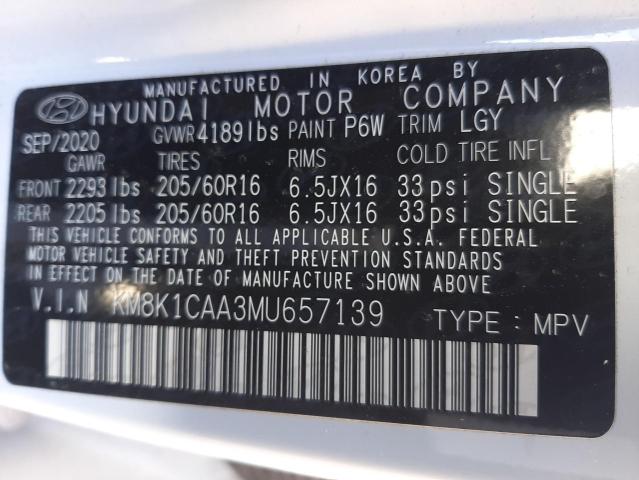 MANUFACTURED IN KOREA BY
HYUNDAI MOTOR COMPANY
SEP/2020 GVWR 4189lbs PAINT P6W TRIM LGY
GAWR TIRES RIMS COLD TIRE INFL
FRONT 2293lbs 205/60R16 6.5JX16 33psi SINGLE
REAR 2205lbs 205/60R16 6.5JX16 33psi SINGLE
THIS VEHICLE CONFORMS TO ALL APPLICABLE U.S.A. FEDERAL
MOTOR VEHICLE SAFETY AND THEFT PREVENTION STANDARDS
IN EFFECT ON THE DATE OF MANUFACTURE SHOWN ABOVE
V.I.N KM8K1CAA3MU657139 TYPE : MPV